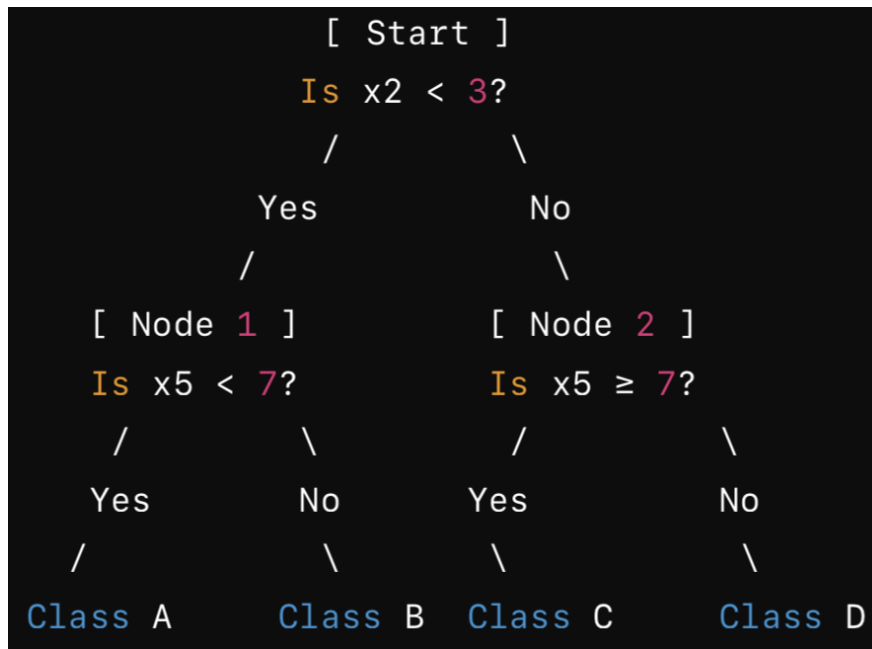 [ Start ]
Is x2 < 3?
/ \
Yes No
/ \
[ Node 1 ] [ Node 2 ]
Is x5 < 7? Is x5 ≥ 7?
/ \ / \
Yes No Yes No
/ \ \ \
Class A Class B Class C Class D